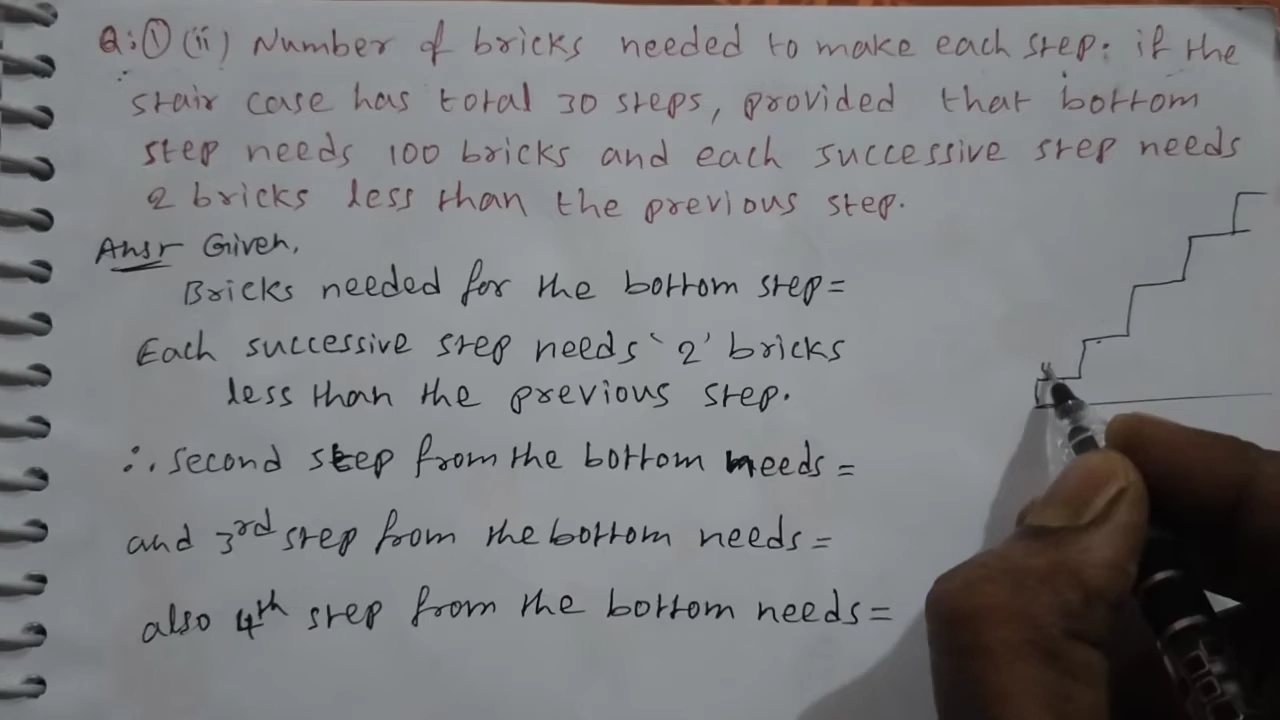 Q:① (ii) Number of bricks needed to make each step: if the
stair case has total 30 steps, provided that bottom
step needs 100 bricks and each successive step needs
2 bricks less than the previous step.
Ansr Given,
Bricks needed for the bottom step =
Each successive step needs '2' bricks
less than the previous step.
∴ second step from the bottom needs =
and 3rd step from the bottom needs =
also 4th step from the bottom needs =